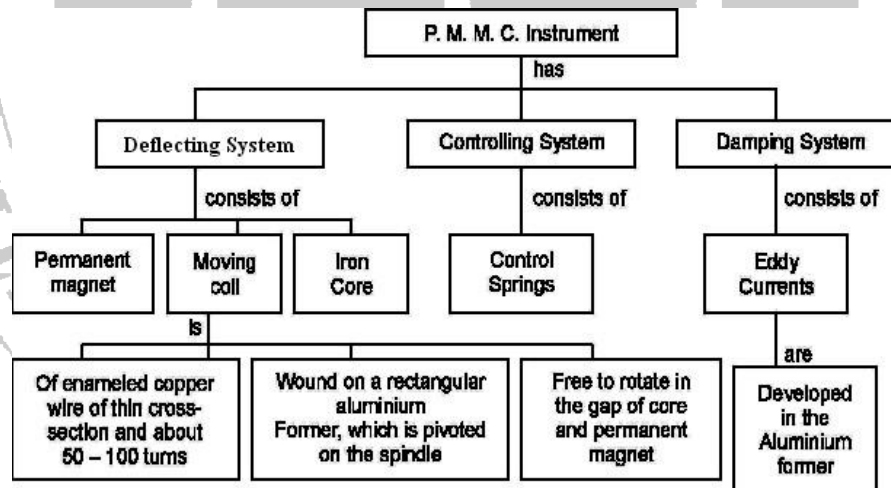 P. M. M. C. Instrument
has
Deflecting System
Controlling System
Damping System
consists of
consists of
consists of
Permanent
magnet
Moving
coil
Iron
Core
Control
Springs
Eddy
Currents
is
are
Of enameled copper
wire of thin cross-
section and about
50 – 100 turns
Wound on a rectangular
aluminium
Former, which is pivoted
on the spindle
Free to rotate in
the gap of core
and permanent
magnet
Developed
in the
Aluminium
former